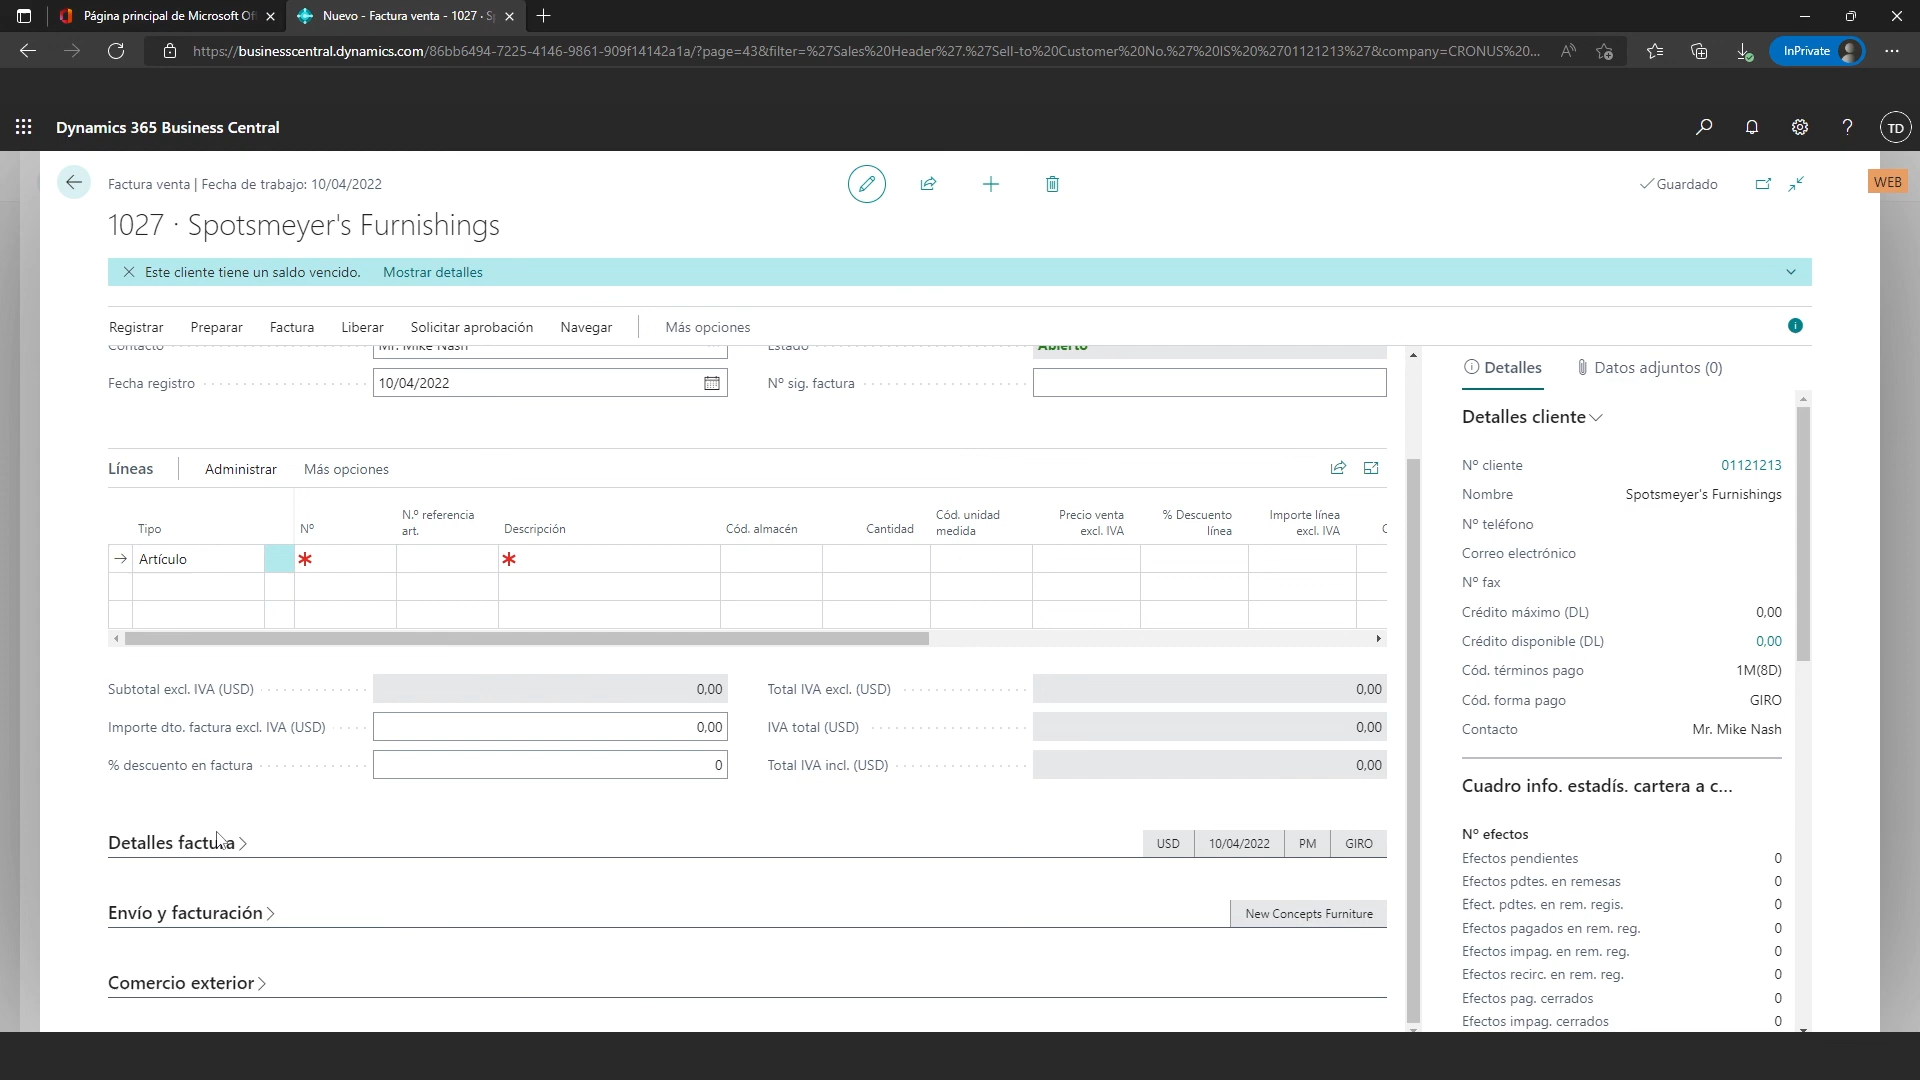 Página principal de Microsoft Of
Nuevo - Factura venta - 1027 · Sp
https://businesscentral.dynamics.com/86bb6494-7225-4146-9861-909f14142a1a/?page=43&filter=%27Sales%20Header%27.%27Sell-to%20Customer%20No.%27%20IS%20%2701121213%27&company=CRONUS%20...
InPrivate
Dynamics 365 Business Central
TD
Factura venta | Fecha de trabajo: 10/04/2022
Guardado
WEB
1027 · Spotsmeyer's Furnishings
Este cliente tiene un saldo vencido. Mostrar detalles
Registrar Preparar Factura Liberar Solicitar aprobación Navegar Más opciones
Contacto Mr. Mike Nash Estado Abierto
Fecha registro 10/04/2022 Nº sig. factura
Líneas Administrar Más opciones
Tipo Nº N.º referencia art. Descripción Cód. almacén Cantidad Cód. unidad medida Precio venta excl. IVA % Descuento línea Importe línea excl. IVA C
Artículo * *
Subtotal excl. IVA (USD) 0,00 Total IVA excl. (USD) 0,00
Importe dto. factura excl. IVA (USD) 0,00 IVA total (USD) 0,00
% descuento en factura 0 Total IVA incl. (USD) 0,00
Detalles factura USD 10/04/2022 PM GIRO
Envío y facturación New Concepts Furniture
Comercio exterior
Detalles Datos adjuntos (0)
Detalles cliente
Nº cliente 01121213
Nombre Spotsmeyer's Furnishings
Nº teléfono
Correo electrónico
Nº fax
Crédito máximo (DL) 0,00
Crédito disponible (DL) 0,00
Cód. términos pago 1M(8D)
Cód. forma pago GIRO
Contacto Mr. Mike Nash
Cuadro info. estadís. cartera a c...
Nº efectos
Efectos pendientes 0
Efectos pdtes. en remesas 0
Efect. pdtes. en rem. regis. 0
Efectos pagados en rem. reg. 0
Efectos impag. en rem. reg. 0
Efectos recirc. en rem. reg. 0
Efectos pag. cerrados 0
Efectos impag. cerrados 0